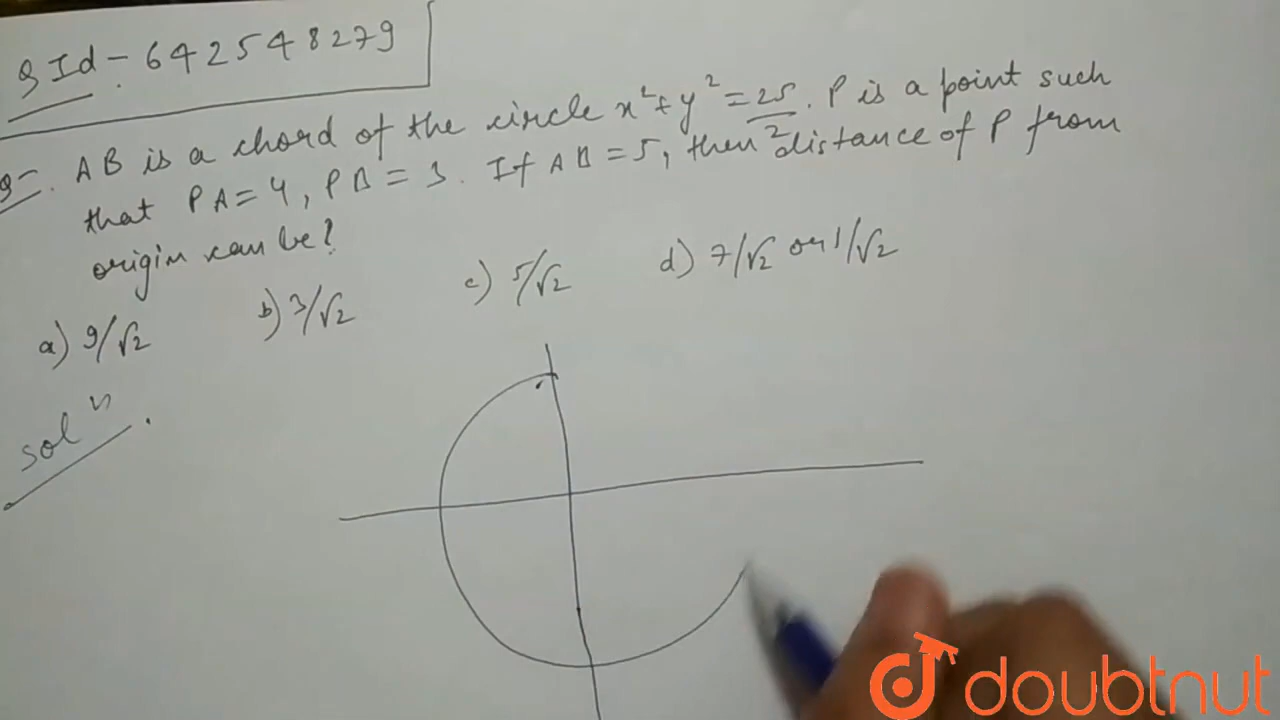 Q Id - 642548279
Q- AB is a chord of the circle x²+y²=25/2. P is a point such
that PA=4, PB=3. If AB=5, then distance of P from
origin can be?
a) 9/√2 b) 3/√2 c) 5/√2 d) 7/√2 or 1/√2
Solⁿ
doubtnut